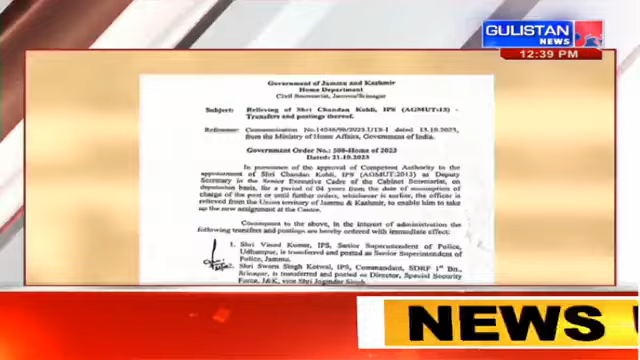 GULISTAN
NEWS
12:39 PM
Government of Jammu and Kashmir
Home Department
Civil Secretariat, Jammu/Srinagar
Subject: Relieving of Shri Chandan Kohli, IPS (AGMUT:13) -
Transfers and postings thereof.
Reference: Communication dated 13.10.2023,
from the Ministry of Home Affairs, Government of India.
Government Order No.: 508-Home of 2023
Dated: 21.10.2023
In pursuance of the approval of Competent Authority to the
appointment of Shri Chandan Kohli, IPS (AGMUT:2013) as Deputy
Secretary in the Senior Executive Cadre of the Cabinet Secretariat, on
deputation basis, for a period of 04 years from the date of assumption of
charge of the post or until further orders, whichever is earlier, the officer is
relieved from the Union territory of Jammu & Kashmir, to enable him to take
up the new assignment at the Centre.
Consequent to the above, in the interest of administration the
following transfers and postings are hereby ordered with immediate effect:
1. Shri Vinod Kumar, IPS, Senior Superintendent of Police,
Udhampur, is transferred and posted as Senior Superintendent of
Police, Jammu.
2. Shri Swarn Singh Kotwal, IPS, Commandant, SDRF 1st Bn.,
Srinagar, is transferred and posted as Director, Special Security
Force, J&K, vice Shri Joginder Singh.
NEWS